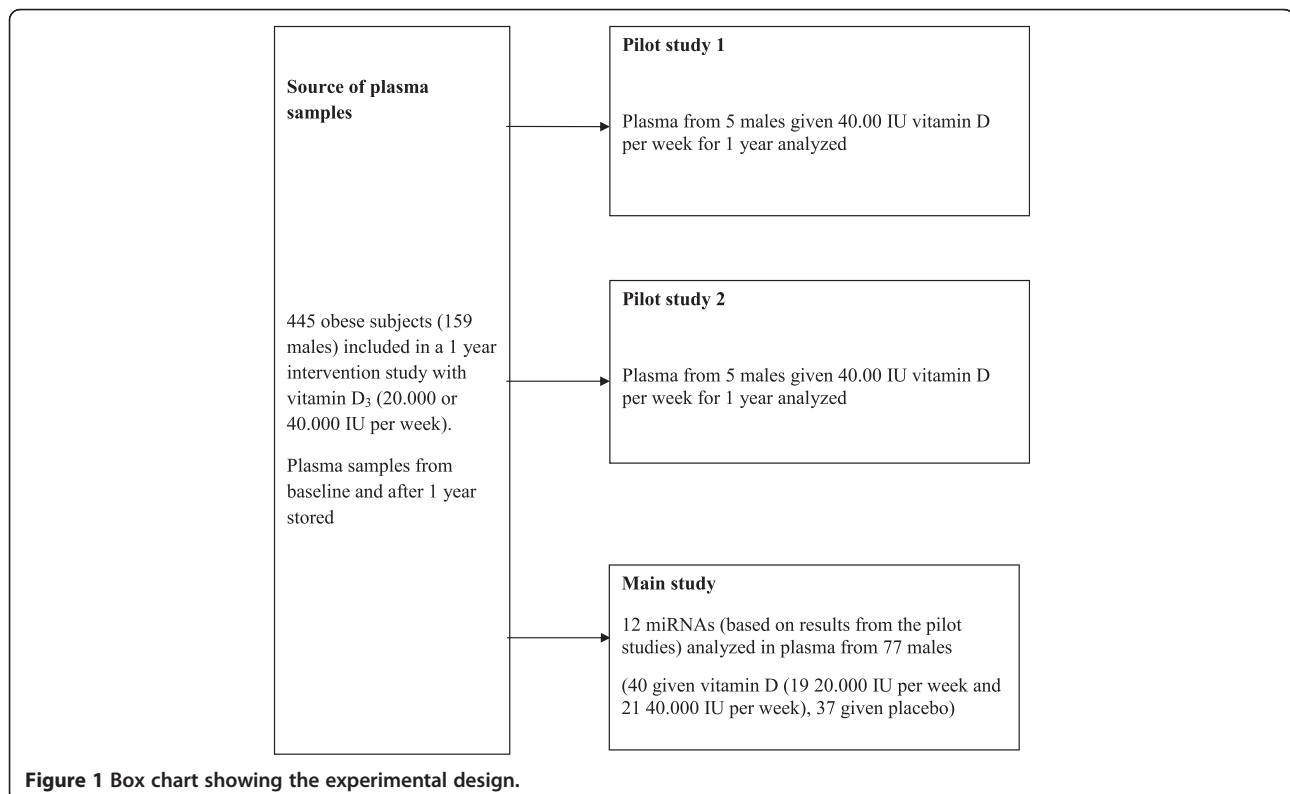 Source of plasma
samples
445 obese subjects (159
males) included in a 1 year
intervention study with
vitamin D₃ (20.000 or
40.000 IU per week).
Plasma samples from
baseline and after 1 year
stored
Pilot study 1
Plasma from 5 males given 40.00 IU vitamin D
per week for 1 year analyzed
Pilot study 2
Plasma from 5 males given 40.00 IU vitamin D
per week for 1 year analyzed
Main study
12 miRNAs (based on results from the pilot
studies) analyzed in plasma from 77 males
(40 given vitamin D (19 20.000 IU per week and
21 40.000 IU per week), 37 given placebo)
Figure 1 Box chart showing the experimental design.